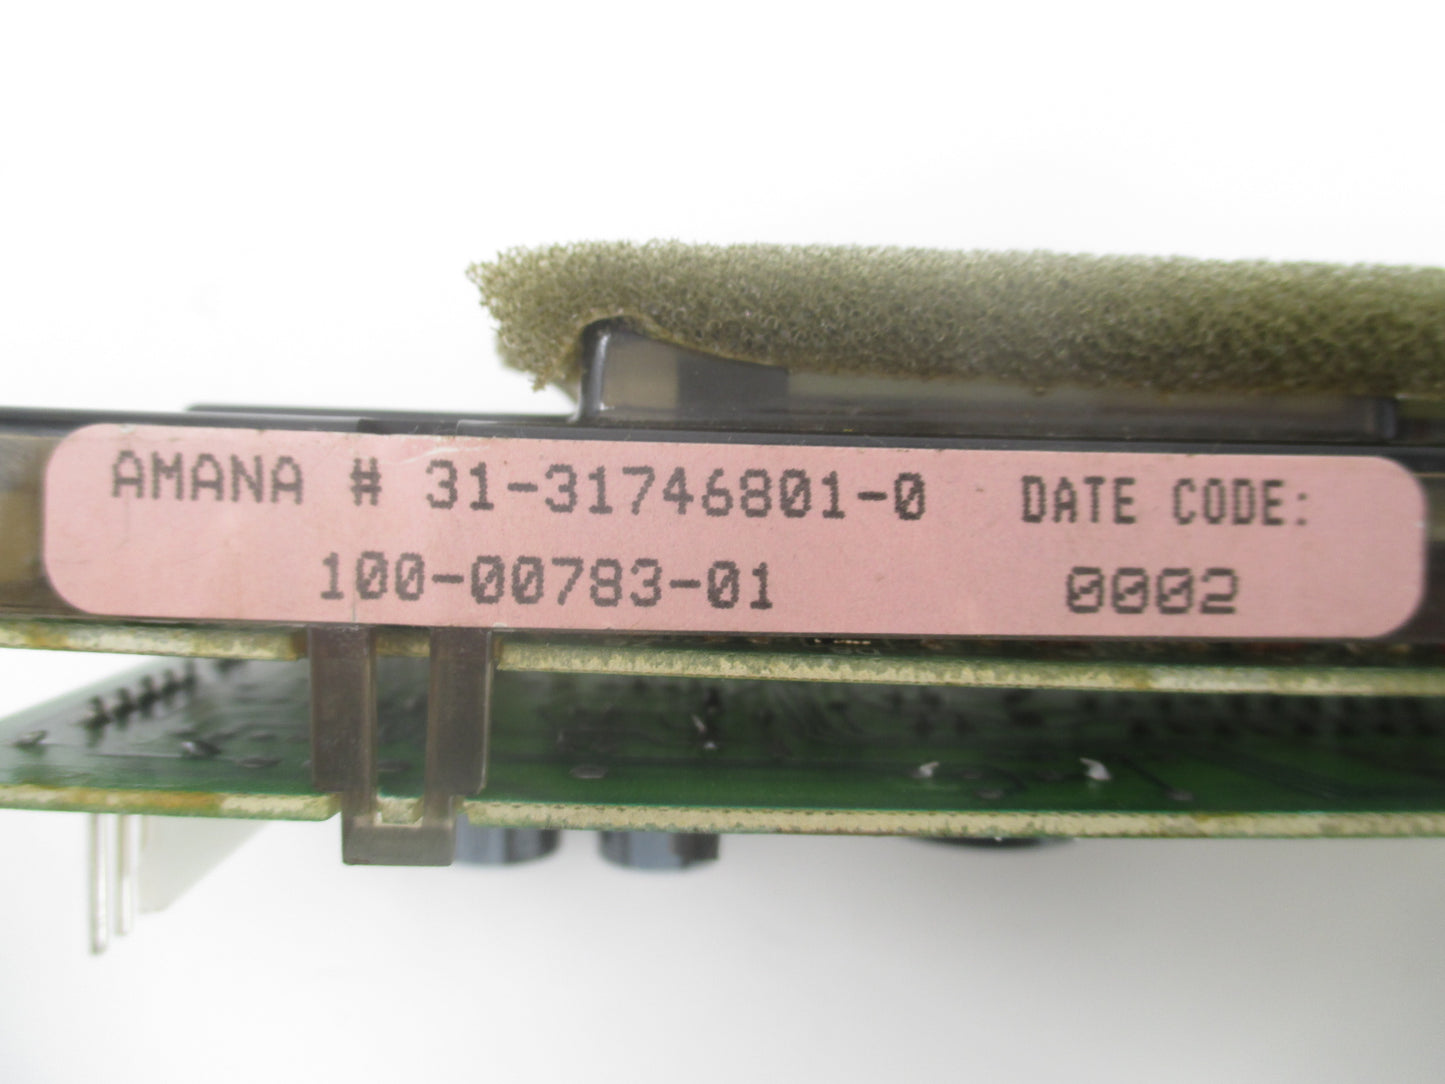 AMANA # 31-31746801-0 DATE CODE:
100-00783-01 0002